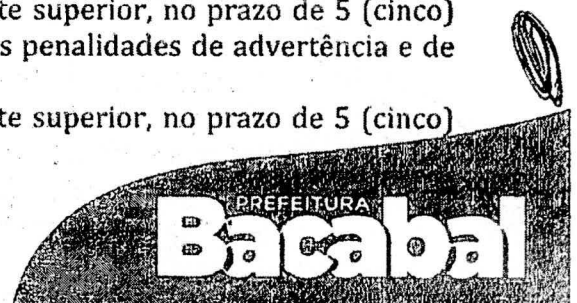 te superior, no prazo de 5 (cinco)
s penalidades de advertência e de
te superior, no prazo de 5 (cinco)
PREFEITURA
Bacabal